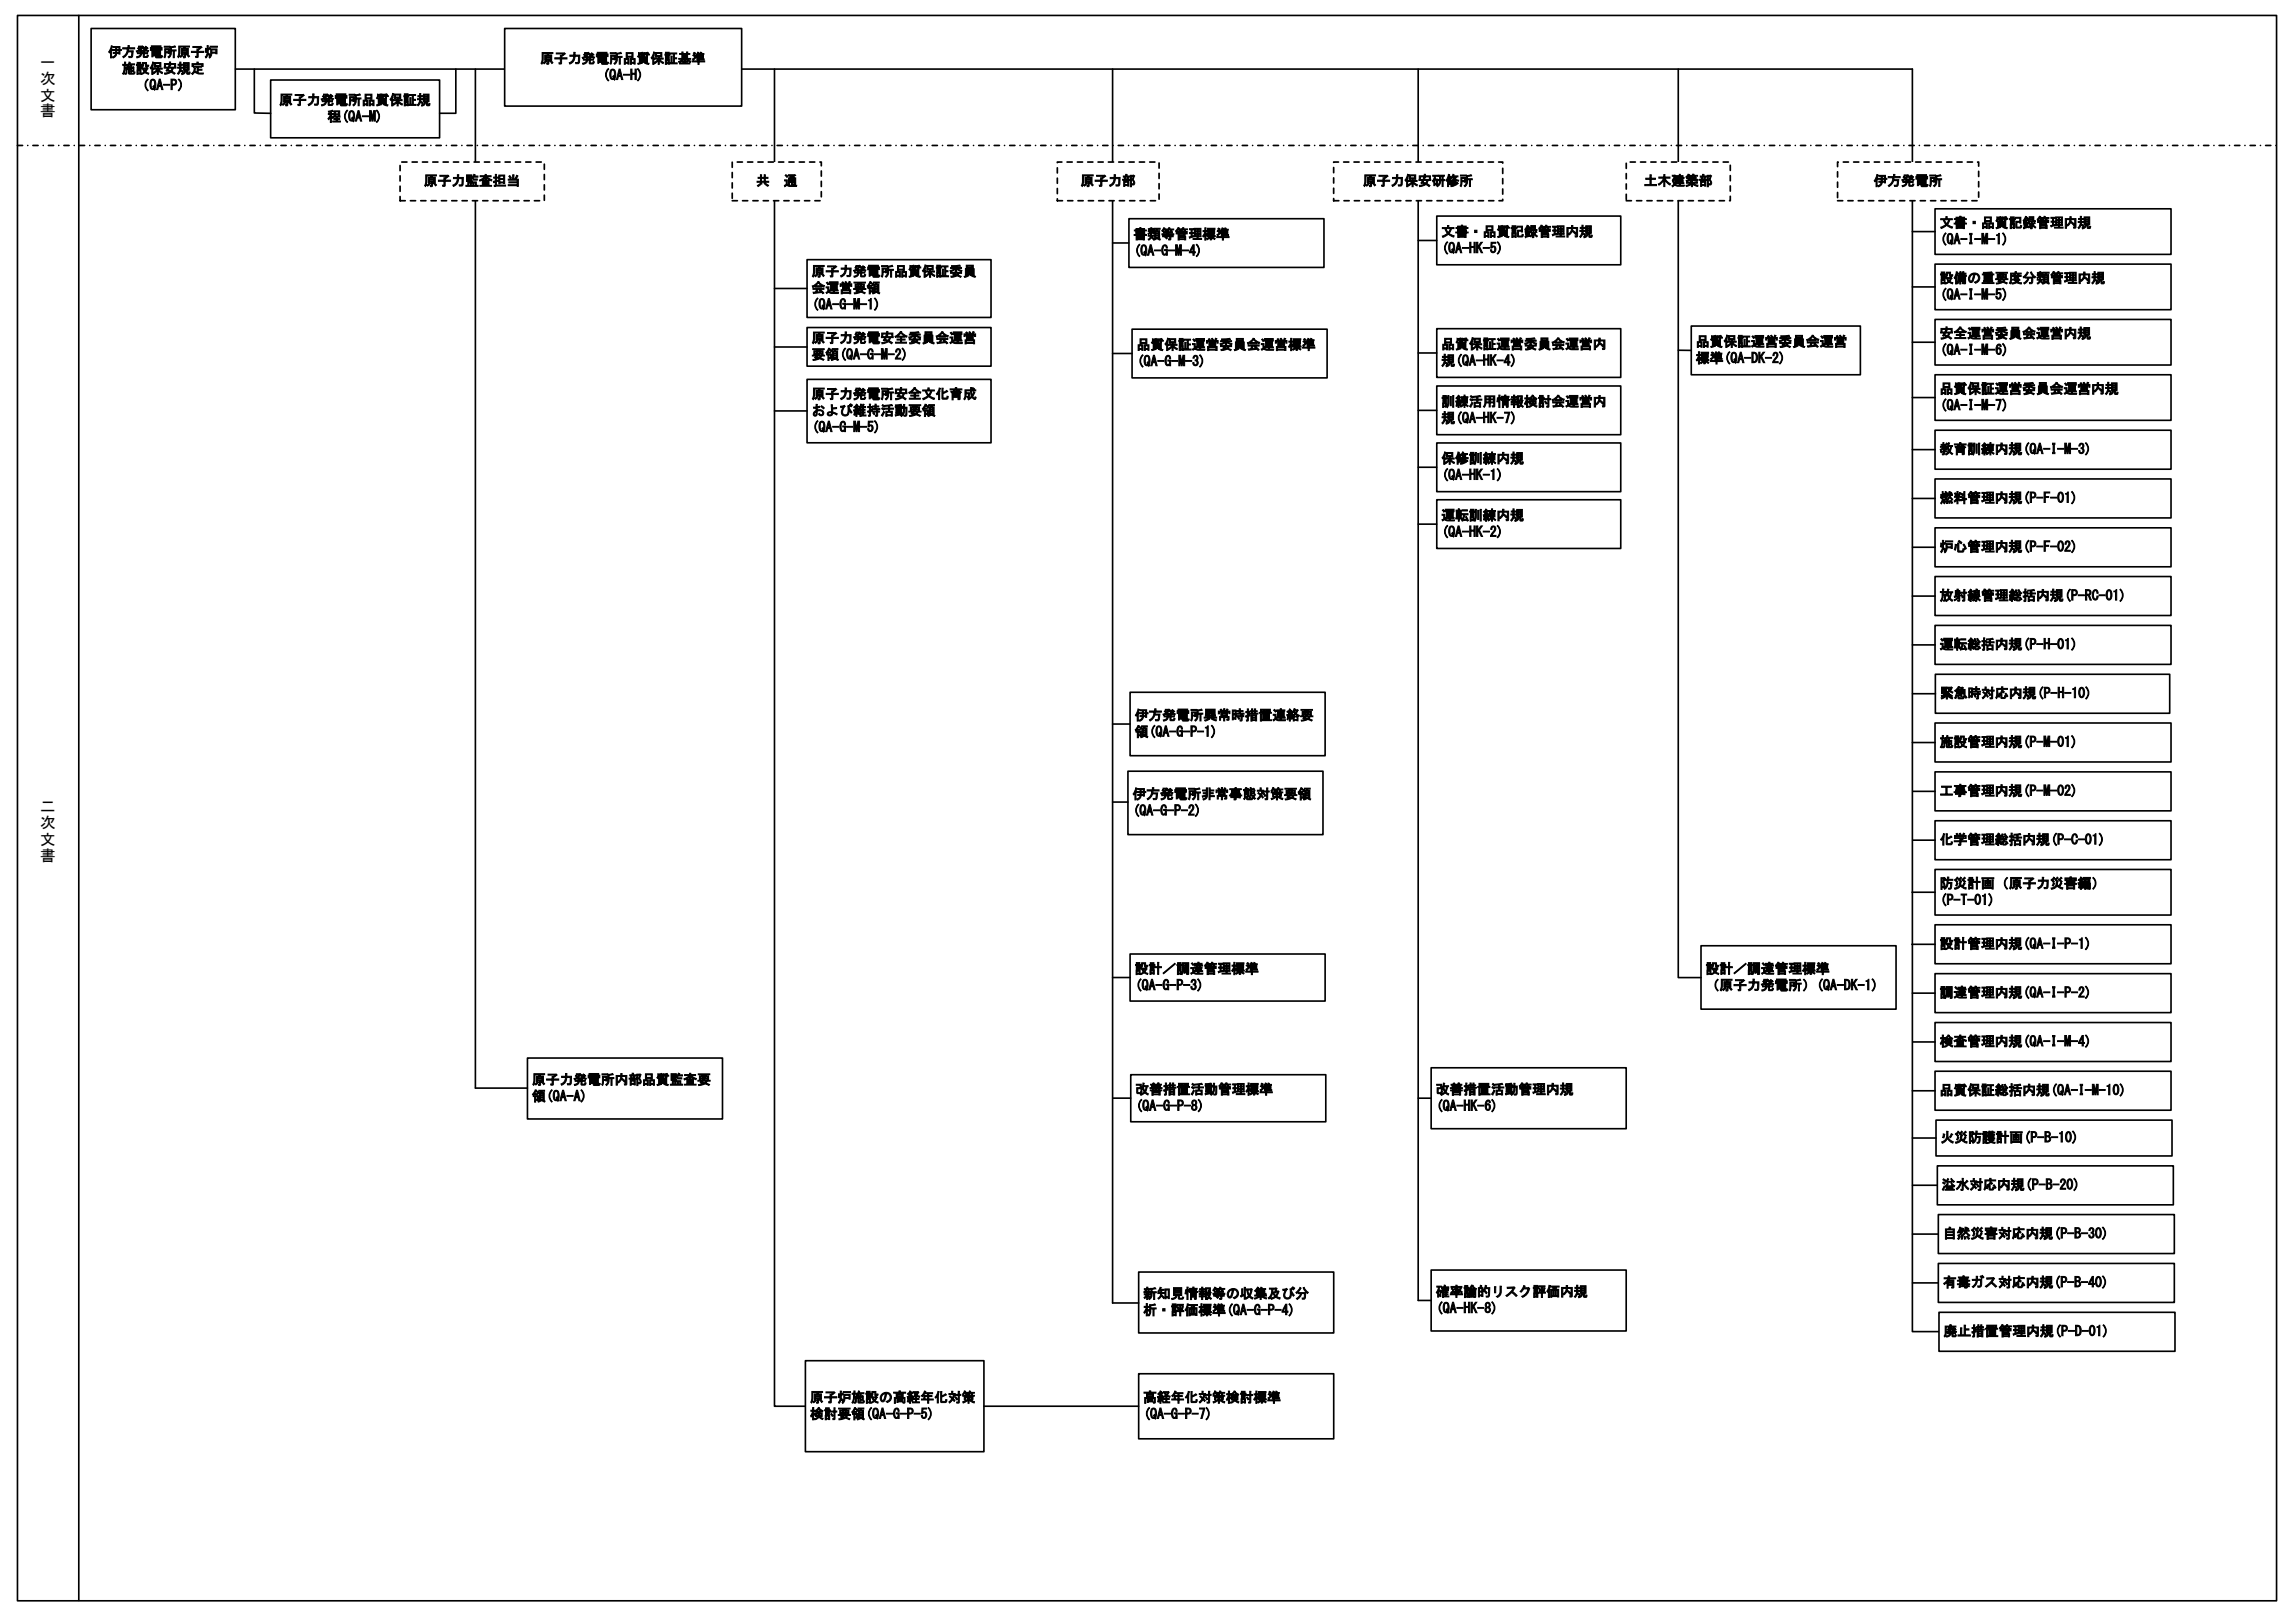 一次文書
伊方発電所原子炉
施設保安規定
(QA-P)
原子力発電所品質保証規
程(QA-M)
原子力発電所品質保証基準
(QA-H)
二次文書
原子力監査担当
原子力発電所内部品質監査要
領(QA-A)
共　通
原子力発電所品質保証委員
会運営要領
(QA-G-M-1)
原子力発電安全委員会運営
要領(QA-G-M-2)
原子力発電所安全文化育成
および維持活動要領
(QA-G-M-5)
原子炉施設の高経年化対策
検討要領(QA-G-P-5)
原子力部
書類等管理標準
(QA-G-M-4)
品質保証運営委員会運営標準
(QA-G-M-3)
伊方発電所異常時措置連絡要
領(QA-G-P-1)
伊方発電所非常事態対策要領
(QA-G-P-2)
設計／調達管理標準
(QA-G-P-3)
改善措置活動管理標準
(QA-G-P-8)
新知見情報等の収集及び分
析・評価標準(QA-G-P-4)
高経年化対策検討標準
(QA-G-P-7)
原子力保安研修所
文書・品質記録管理内規
(QA-HK-5)
品質保証運営委員会運営内
規(QA-HK-4)
訓練活用情報検討会運営内
規(QA-HK-7)
保修訓練内規
(QA-HK-1)
運転訓練内規
(QA-HK-2)
改善措置活動管理内規
(QA-HK-6)
確率論的リスク評価内規
(QA-HK-8)
土木建築部
品質保証運営委員会運営
標準(QA-DK-2)
設計／調達管理標準
（原子力発電所）(QA-DK-1)
伊方発電所
文書・品質記録管理内規
(QA-I-M-1)
設備の重要度分類管理内規
(QA-I-M-5)
安全運営委員会運営内規
(QA-I-M-6)
品質保証運営委員会運営内規
(QA-I-M-7)
教育訓練内規(QA-I-M-3)
燃料管理内規(P-F-01)
炉心管理内規(P-F-02)
放射線管理総括内規(P-RC-01)
運転総括内規(P-H-01)
緊急時対応内規(P-H-10)
施設管理内規(P-M-01)
工事管理内規(P-M-02)
化学管理総括内規(P-C-01)
防災計画（原子力災害編）
(P-T-01)
設計管理内規(QA-I-P-1)
調達管理内規(QA-I-P-2)
検査管理内規(QA-I-M-4)
品質保証総括内規(QA-I-M-10)
火災防護計画(P-B-10)
溢水対応内規(P-B-20)
自然災害対応内規(P-B-30)
有毒ガス対応内規(P-B-40)
廃止措置管理内規(P-D-01)